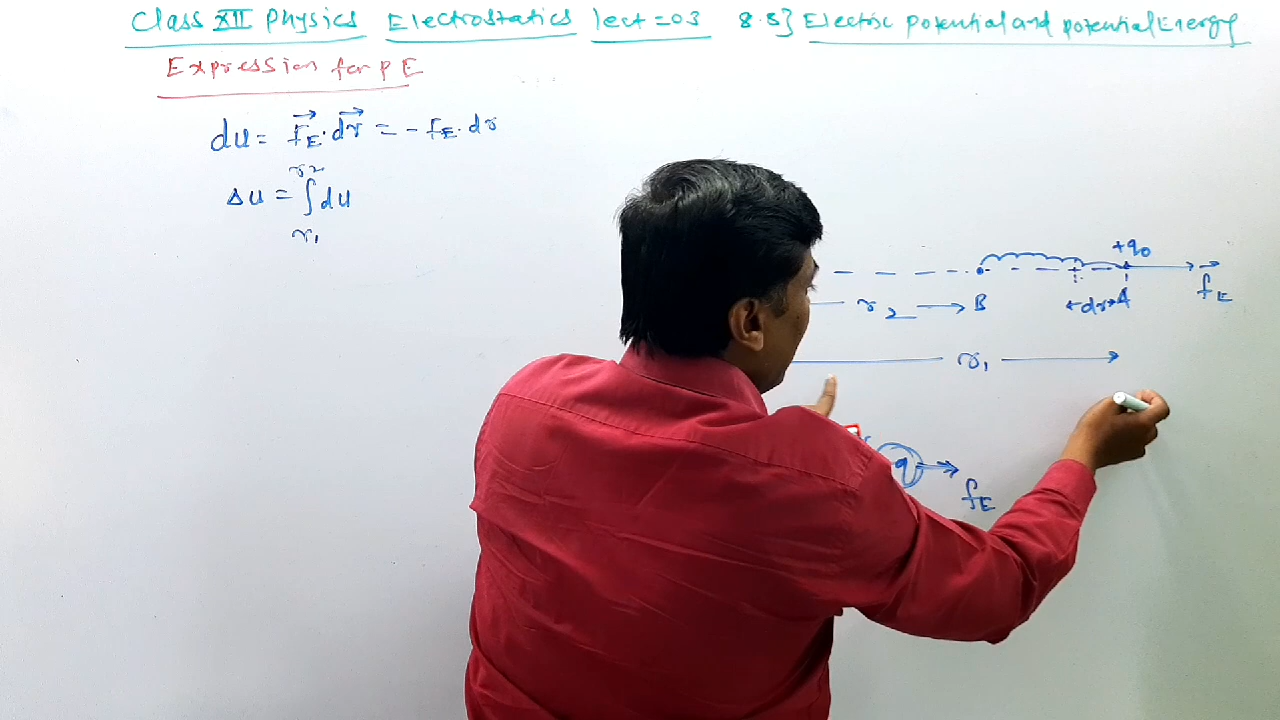 Class XII Physics Electrostatics lect = 03 8.3} Electric potential and potential Energy
Expression for P E
du = f⃗E . dr⃗ = - fE . dr
Δu = ∫ du
r2
r1
+q0
B
dr
A
f⃗E
r2
r1
q
fE